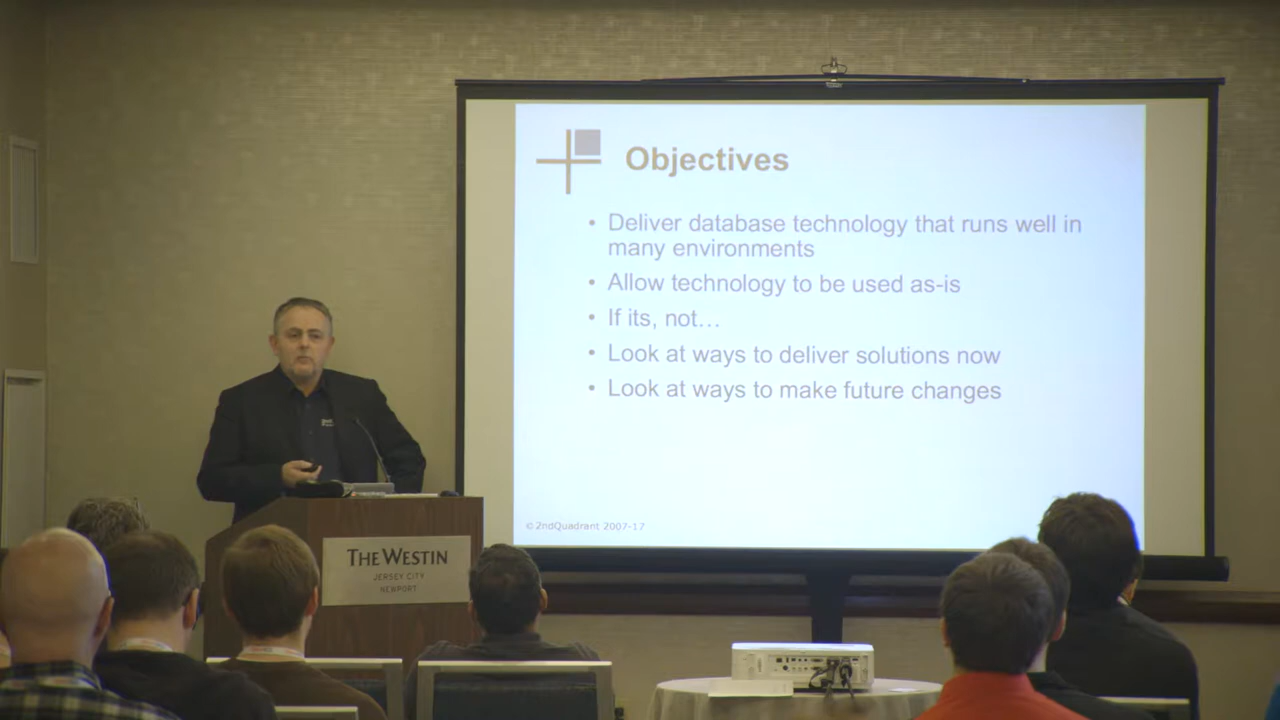 Objectives
• Deliver database technology that runs well in
many environments
• Allow technology to be used as-is
• If its, not…
• Look at ways to deliver solutions now
• Look at ways to make future changes
© 2ndQuadrant 2007-17
THE WESTIN
JERSEY CITY
NEWPORT